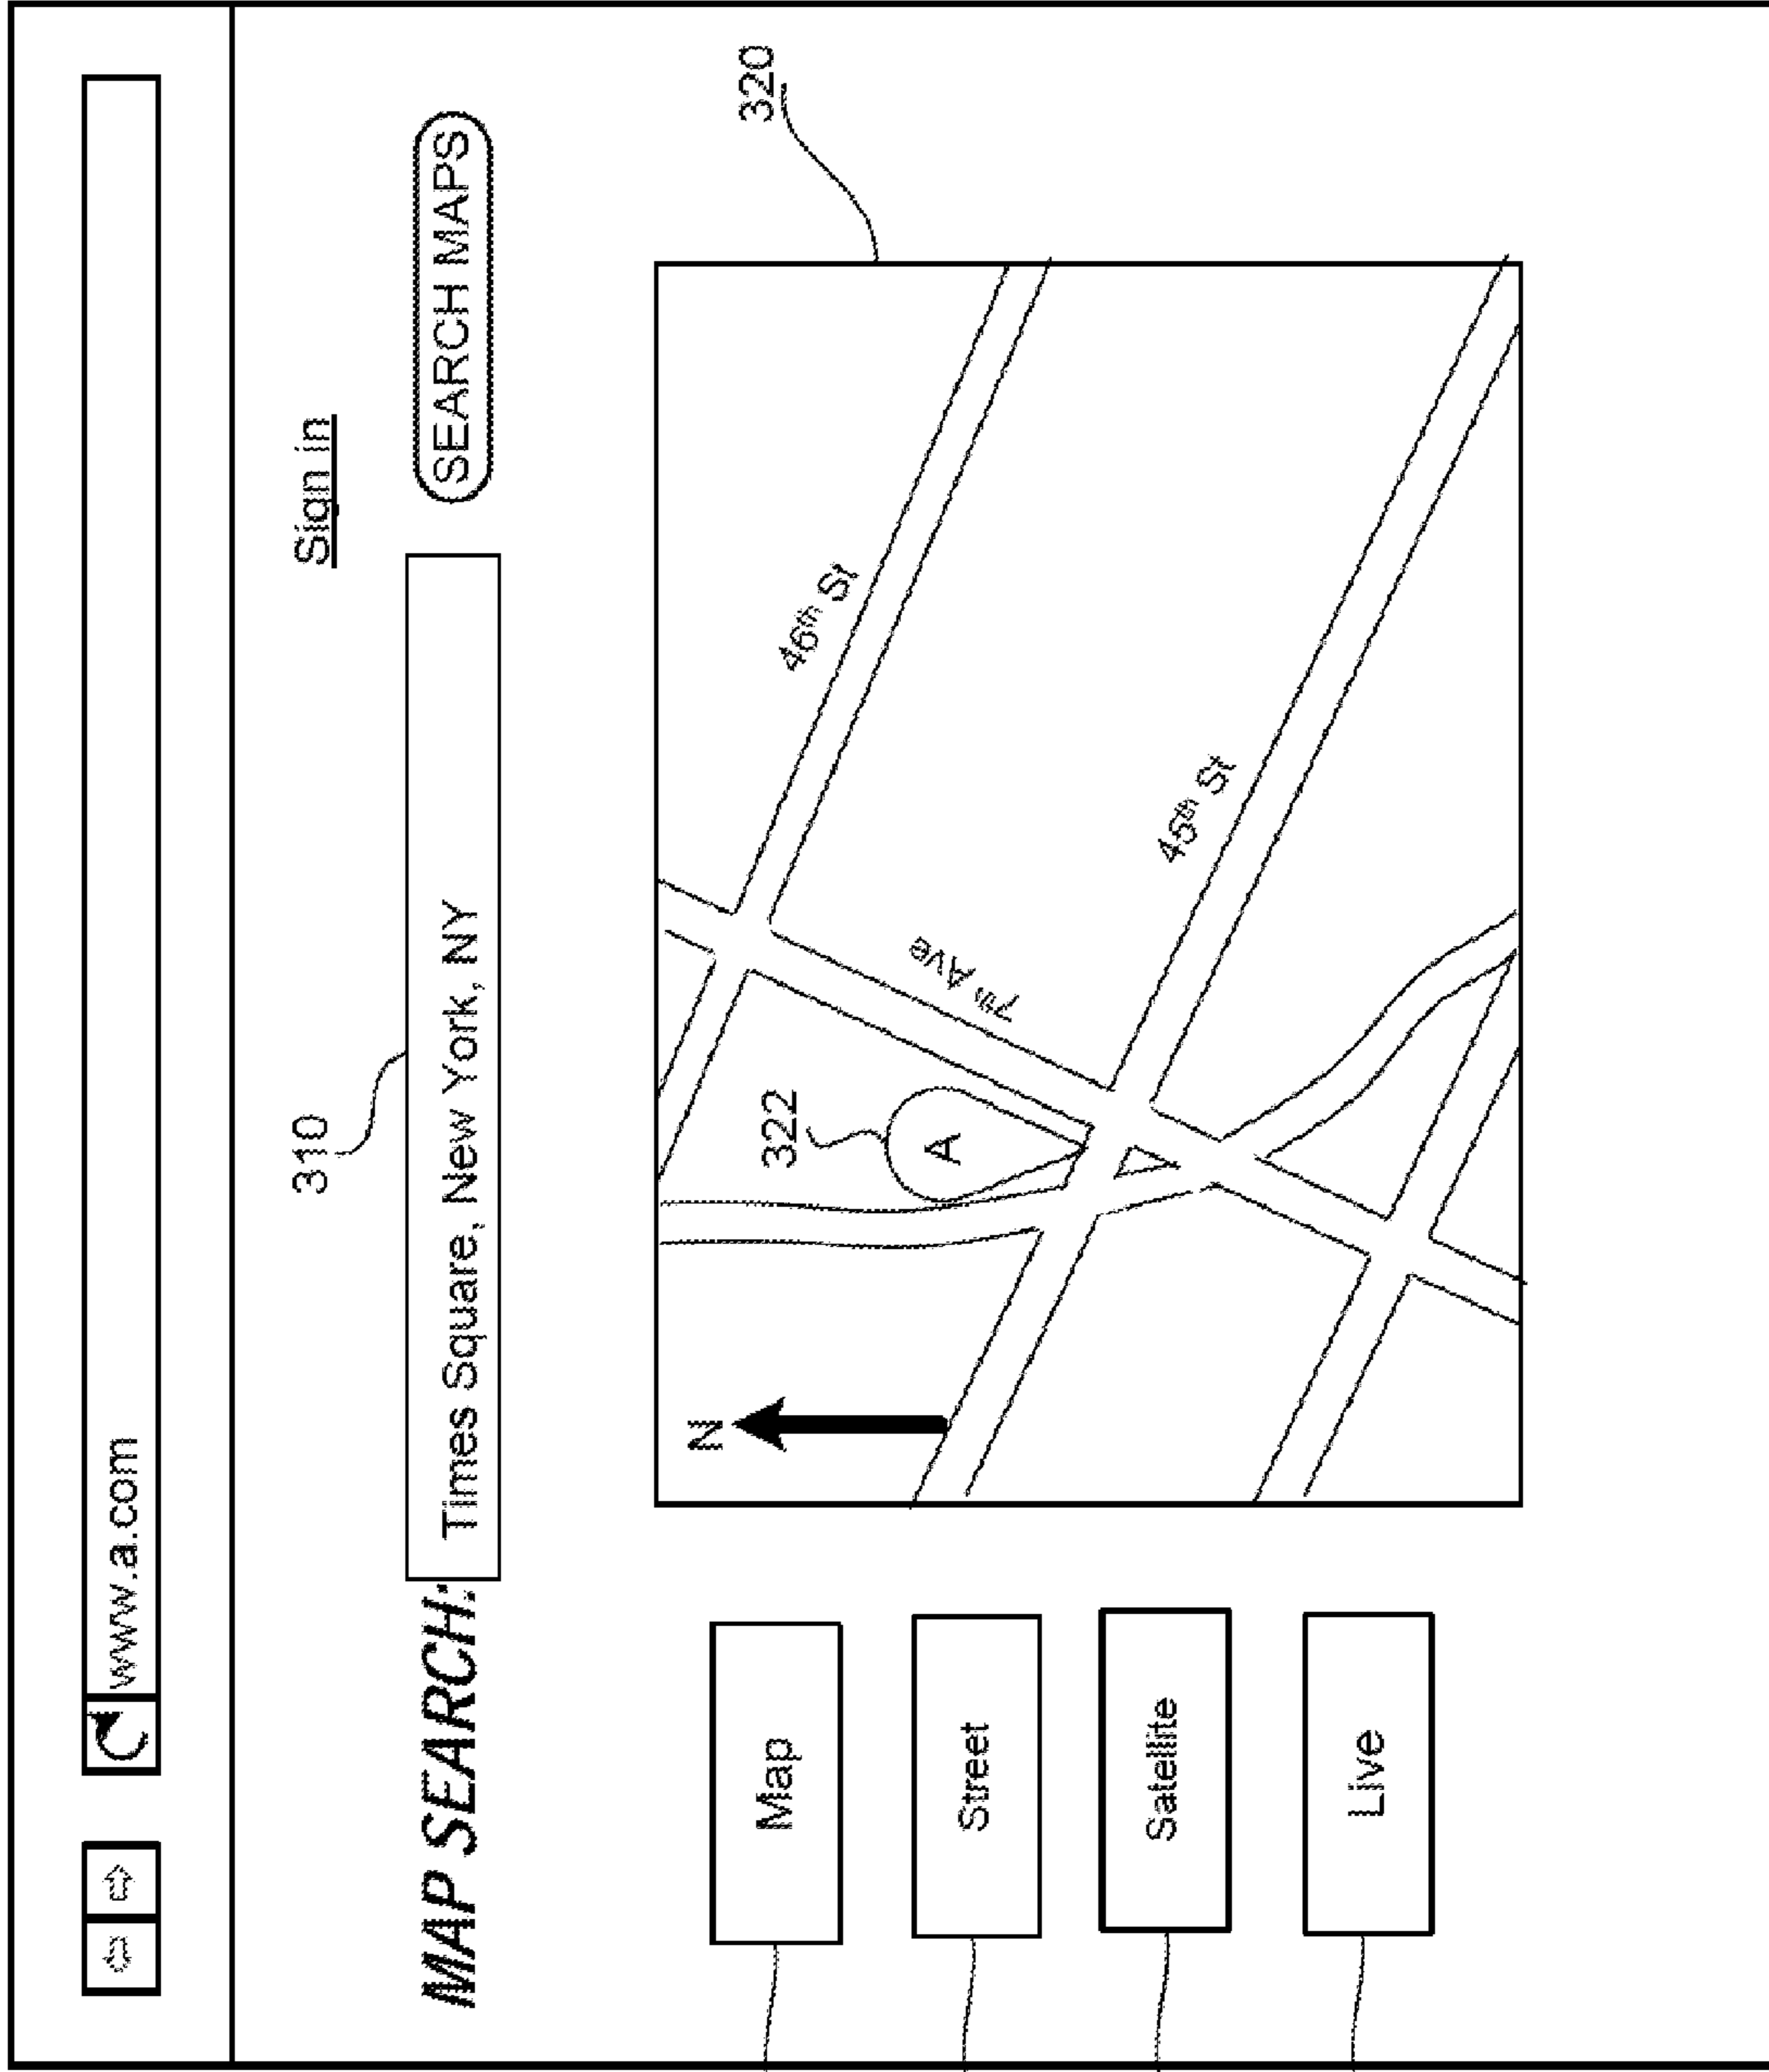 www.a.com
Sign in
310
MAP SEARCH:
Times Square, New York, NY
SEARCH MAPS
320
Map
Street
Satellite
Live
N
322
A
7th Ave
46th St
45th St